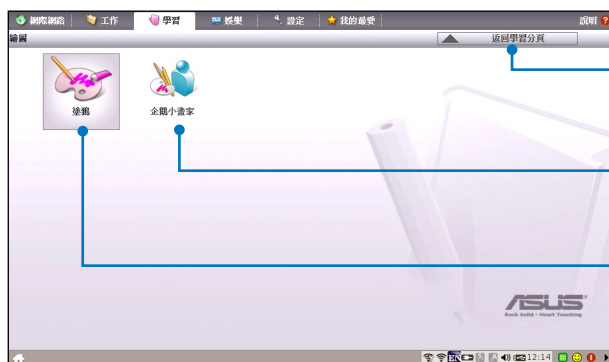 網際網路 工作 學習 娛樂 設定 我的最愛 說明
繪圖 返回學習分頁
塗鴉 企鵝小畫家
ASUS
Rock Solid • Heart Touching
EN 12:14